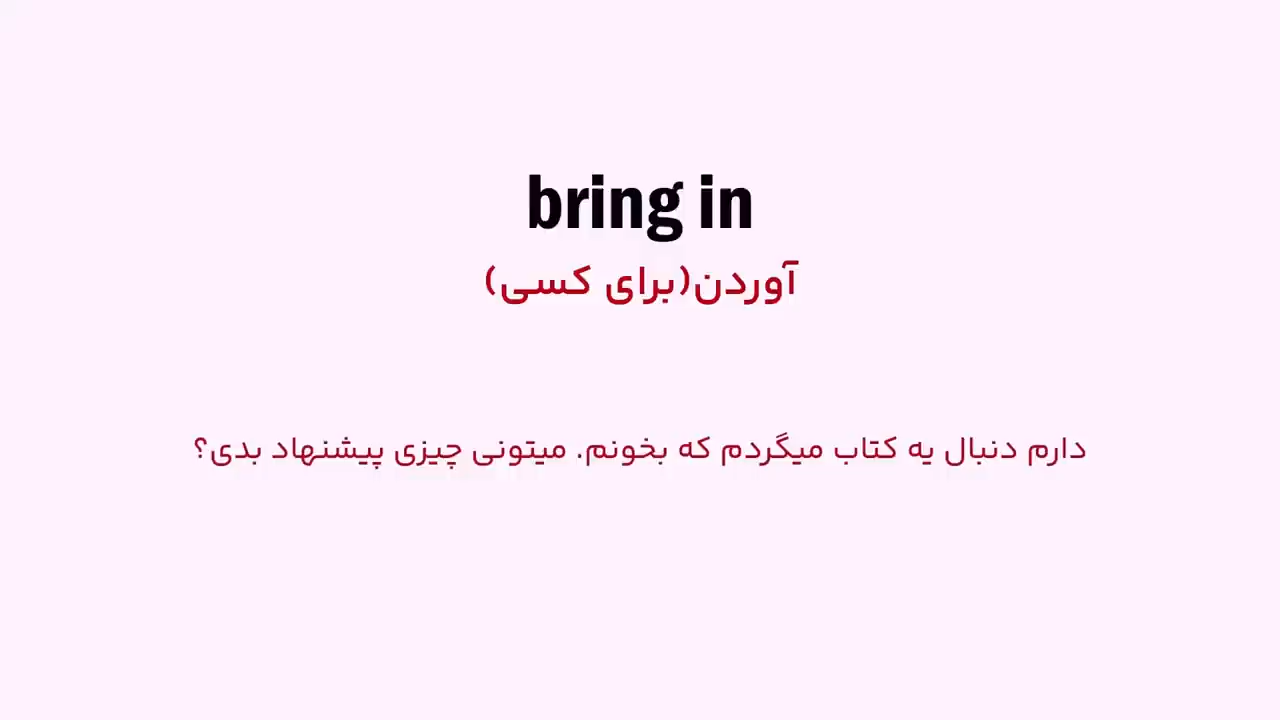 bring in
آوردن(برای کسی)
دارم دنبال یه کتاب میگردم که بخونم. میتونی چیزی پیشنهاد بدی؟